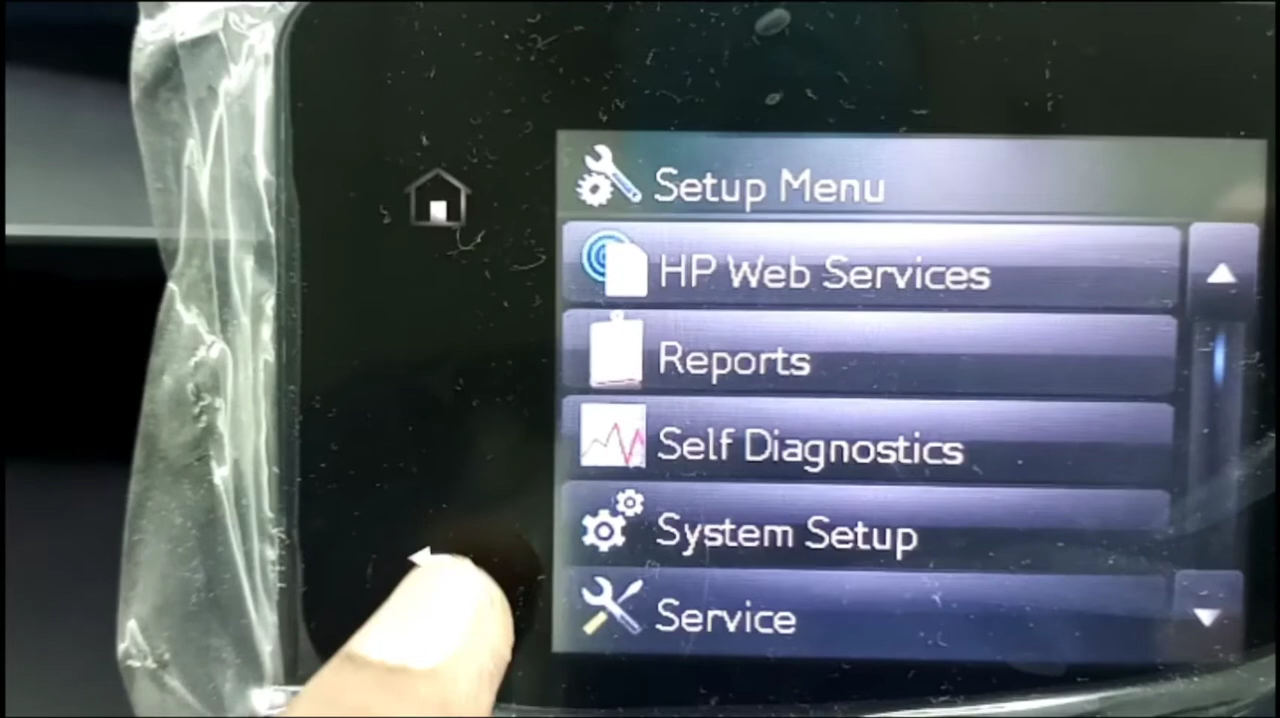 Setup Menu
HP Web Services
Reports
Self Diagnostics
System Setup
Service